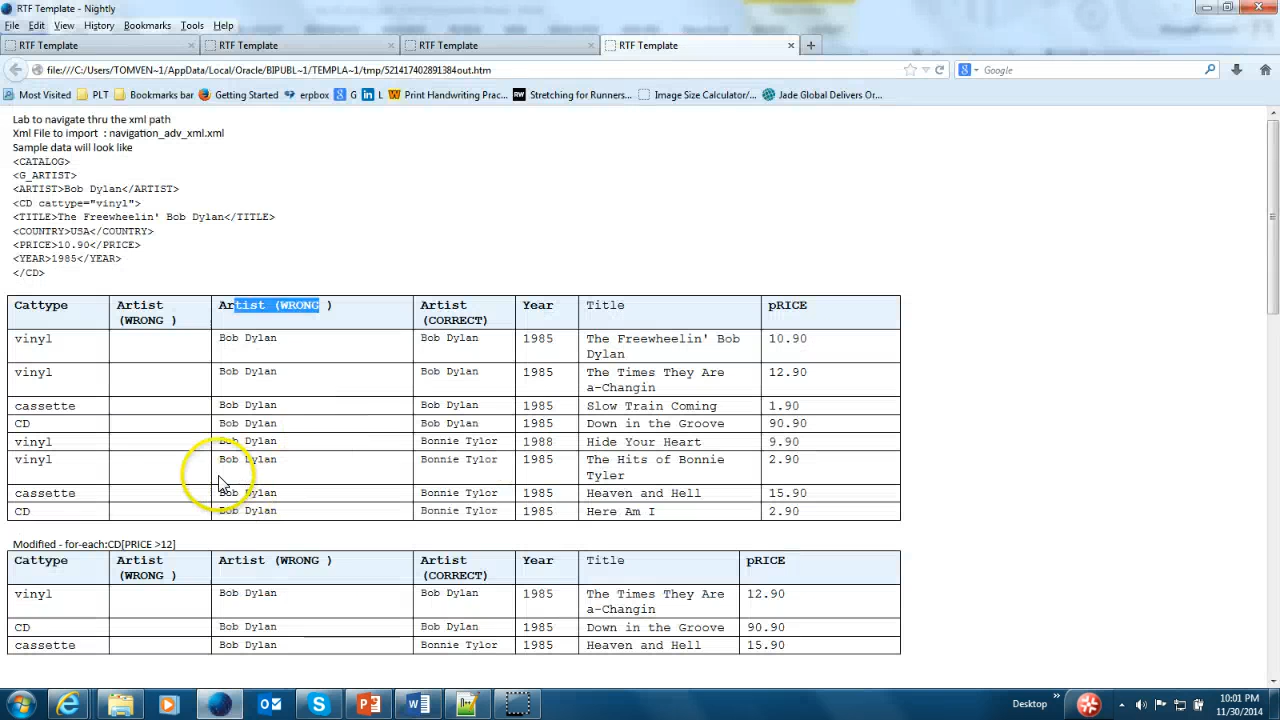 RTF Template - Nightly
File Edit View History Bookmarks Tools Help
RTF Template × RTF Template × RTF Template × RTF Template × +
file:///C:/Users/TOMVEN~1/AppData/Local/Oracle/BIPUBL~1/TEMPLA~1/tmp/521417402891384out.htm Google
Most Visited PLT Bookmarks bar Getting Started erpbox G Print Handwriting Prac... Stretching for Runners... Image Size Calculator/... Jade Global Delivers Or...
Lab to navigate thru the xml path
Xml File to import : navigation_adv_xml.xml
Sample data will look like
<CATALOG>
<G_ARTIST>
<ARTIST>Bob Dylan</ARTIST>
<CD cattype="vinyl">
<TITLE>The Freewheelin' Bob Dylan</TITLE>
<COUNTRY>USA</COUNTRY>
<PRICE>10.90</PRICE>
<YEAR>1985</YEAR>
</CD>
Cattype Artist Artist (WRONG ) Artist Year Title pRICE
(WRONG ) (CORRECT)
vinyl Bob Dylan Bob Dylan 1985 The Freewheelin' Bob 10.90
Dylan
vinyl Bob Dylan Bob Dylan 1985 The Times They Are 12.90
a-Changin
cassette Bob Dylan Bob Dylan 1985 Slow Train Coming 1.90
CD Bob Dylan Bob Dylan 1985 Down in the Groove 90.90
vinyl Bob Dylan Bonnie Tylor 1988 Hide Your Heart 9.90
vinyl Bob Dylan Bonnie Tylor 1985 The Hits of Bonnie 2.90
Tyler
cassette Bob Dylan Bonnie Tylor 1985 Heaven and Hell 15.90
CD Bob Dylan Bonnie Tylor 1985 Here Am I 2.90
Modified - for-each:CD[PRICE >12]
Cattype Artist Artist (WRONG ) Artist Year Title pRICE
(WRONG ) (CORRECT)
vinyl Bob Dylan Bob Dylan 1985 The Times They Are 12.90
a-Changin
CD Bob Dylan Bob Dylan 1985 Down in the Groove 90.90
cassette Bob Dylan Bonnie Tylor 1985 Heaven and Hell 15.90
Desktop 10:01 PM
11/30/2014